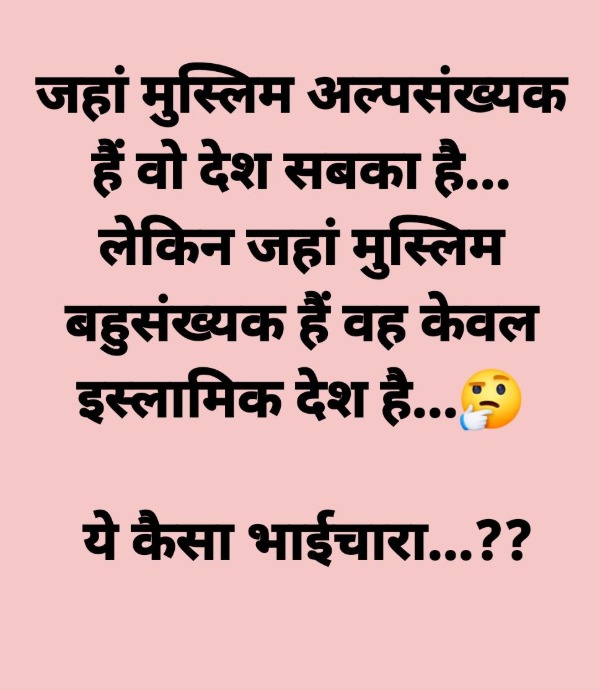 जहां मुस्लिम अल्पसंख्यक
हैं वो देश सबका है...
लेकिन जहां मुस्लिम
बहुसंख्यक हैं वह केवल
इस्लामिक देश है...🤔
ये कैसा भाईचारा...??